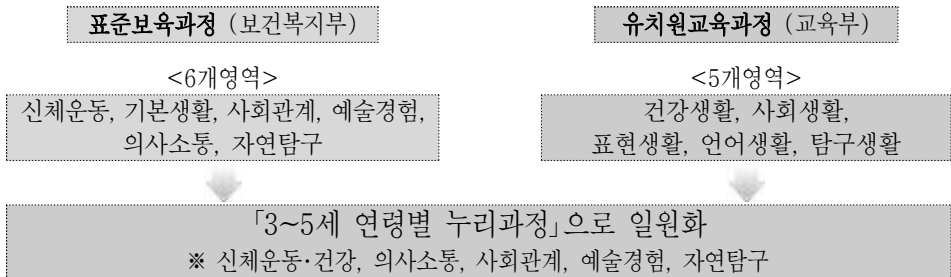 표준보육과정 (보건복지부)
유치원교육과정 (교육부)
<6개영역>
<5개영역>
신체운동, 기본생활, 사회관계, 예술경험,
의사소통, 자연탐구
건강생활, 사회생활,
표현생활, 언어생활, 탐구생활
「3~5세 연령별 누리과정」으로 일원화
※ 신체운동·건강, 의사소통, 사회관계, 예술경험, 자연탐구